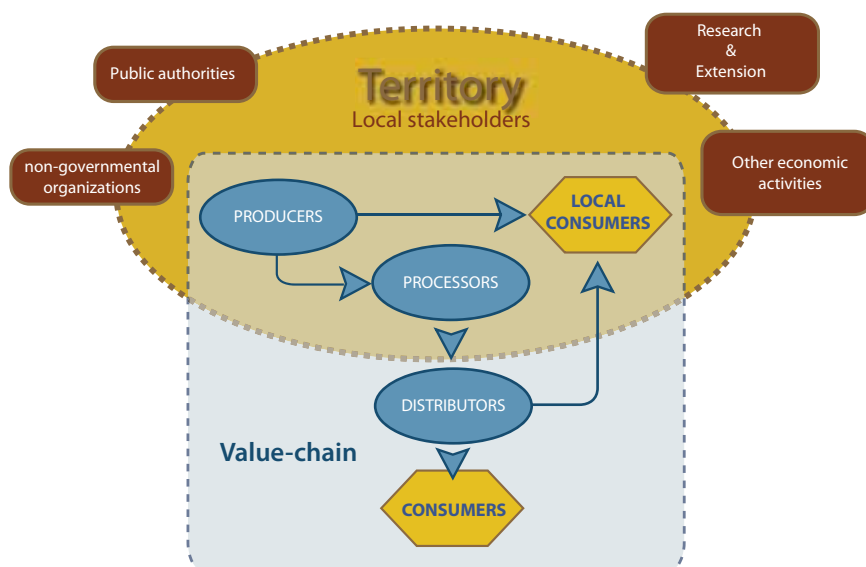 Research
&
Extension
Public authorities
Territory
Local stakeholders
non-governmental
organizations
Other economic
activities
PRODUCERS
LOCAL
CONSUMERS
PROCESSORS
DISTRIBUTORS
Value-chain
CONSUMERS